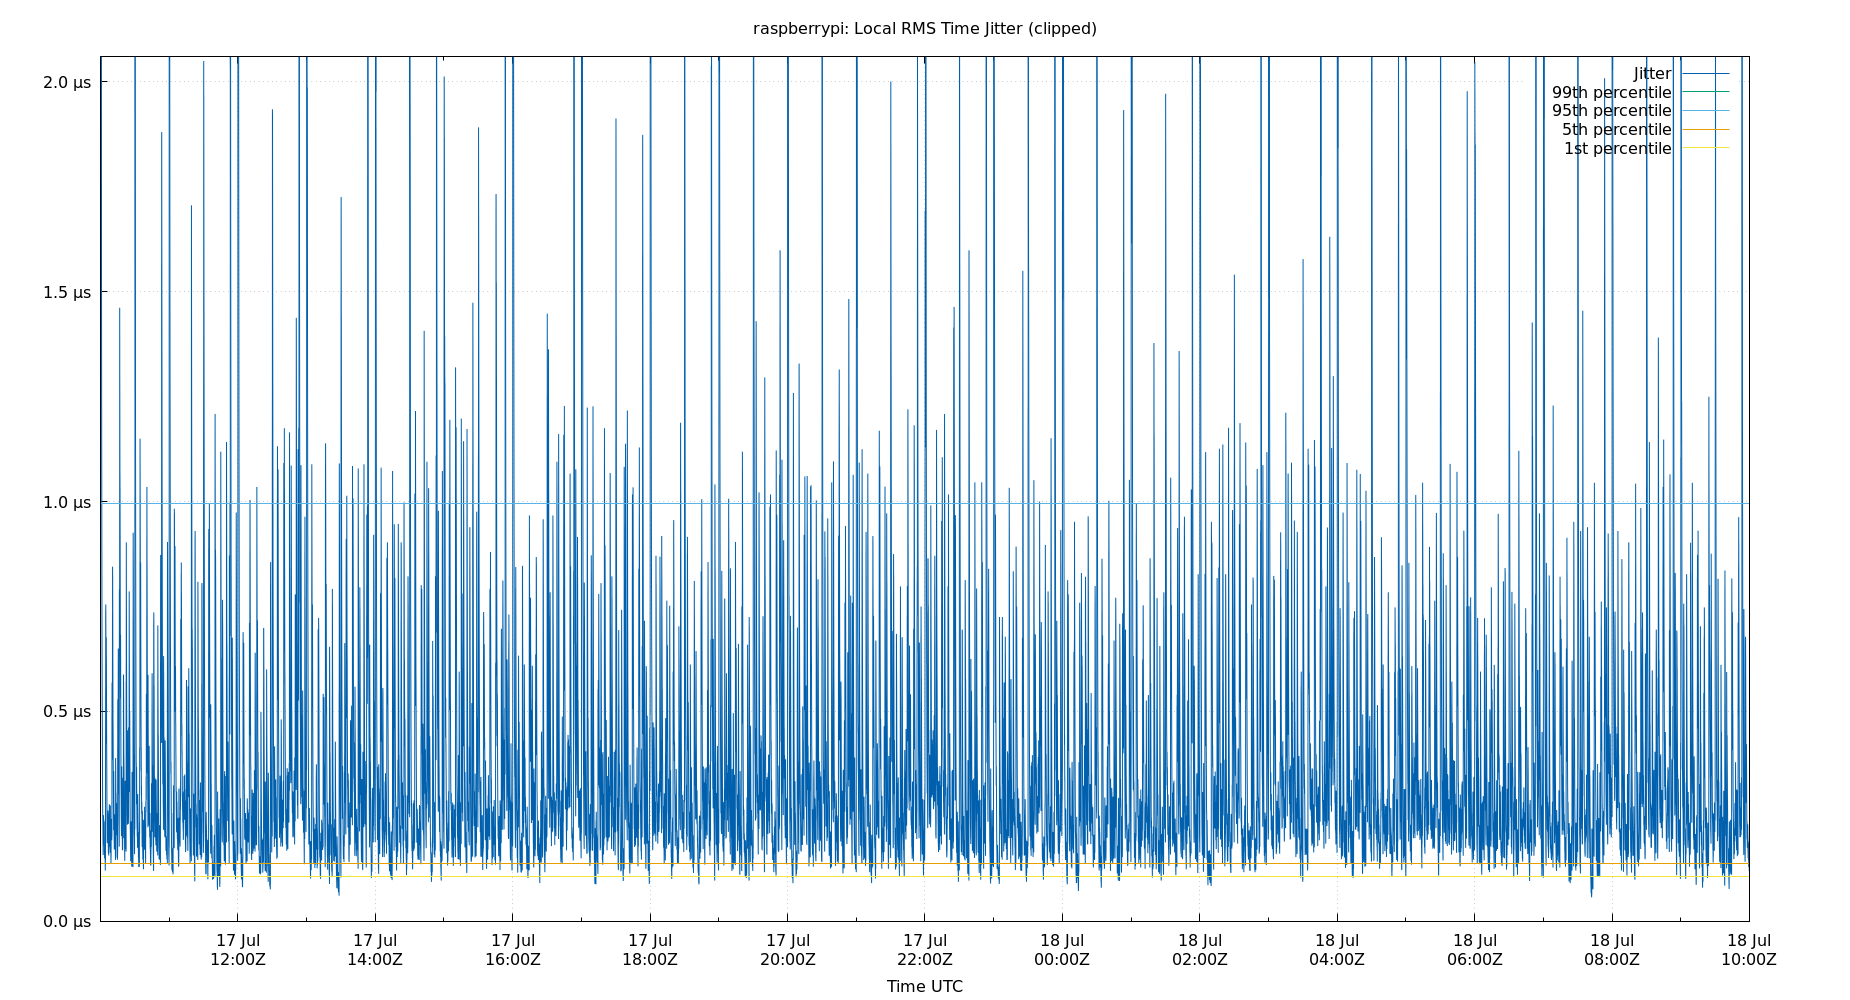 raspberrypi: Local RMS Time Jitter (clipped)
2.0 μs
1.5 μs
1.0 μs
0.5 μs
0.0 μs
Jitter
99th percentile
95th percentile
5th percentile
1st percentile
17 Jul 17 Jul 17 Jul 17 Jul 17 Jul 17 Jul 18 Jul 18 Jul 18 Jul 18 Jul 18 Jul 18 Jul
12:00Z 14:00Z 16:00Z 18:00Z 20:00Z 22:00Z 00:00Z 02:00Z 04:00Z 06:00Z 08:00Z 10:00Z
Time UTC